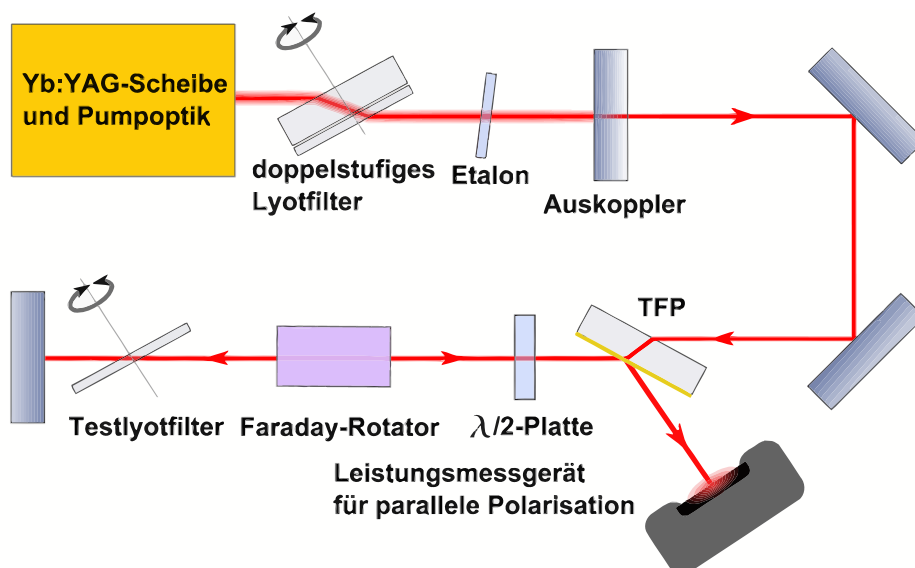 Yb:YAG-Scheibe
und Pumpoptik
doppelstufiges
Lyotfilter
Etalon
Auskoppler
TFP
Testlyotfilter
Faraday-Rotator
λ/2-Platte
Leistungsmessgerät
für parallele Polarisation